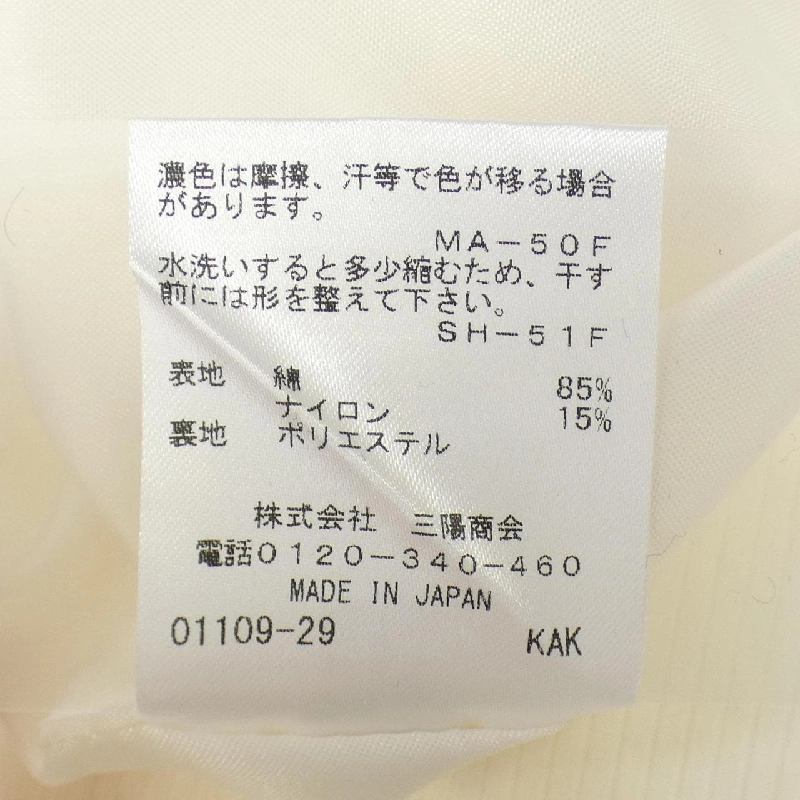 濃色は摩擦、汗等で色が移る場合
があります。
MA－50F
水洗いすると多少縮むため、干す
前には形を整えて下さい。
SH－51F
表地　綿　85%
ナイロン　15%
裏地　ポリエステル
株式会社　三陽商会
電話0120－340－460
MADE IN JAPAN
01109-29　KAK